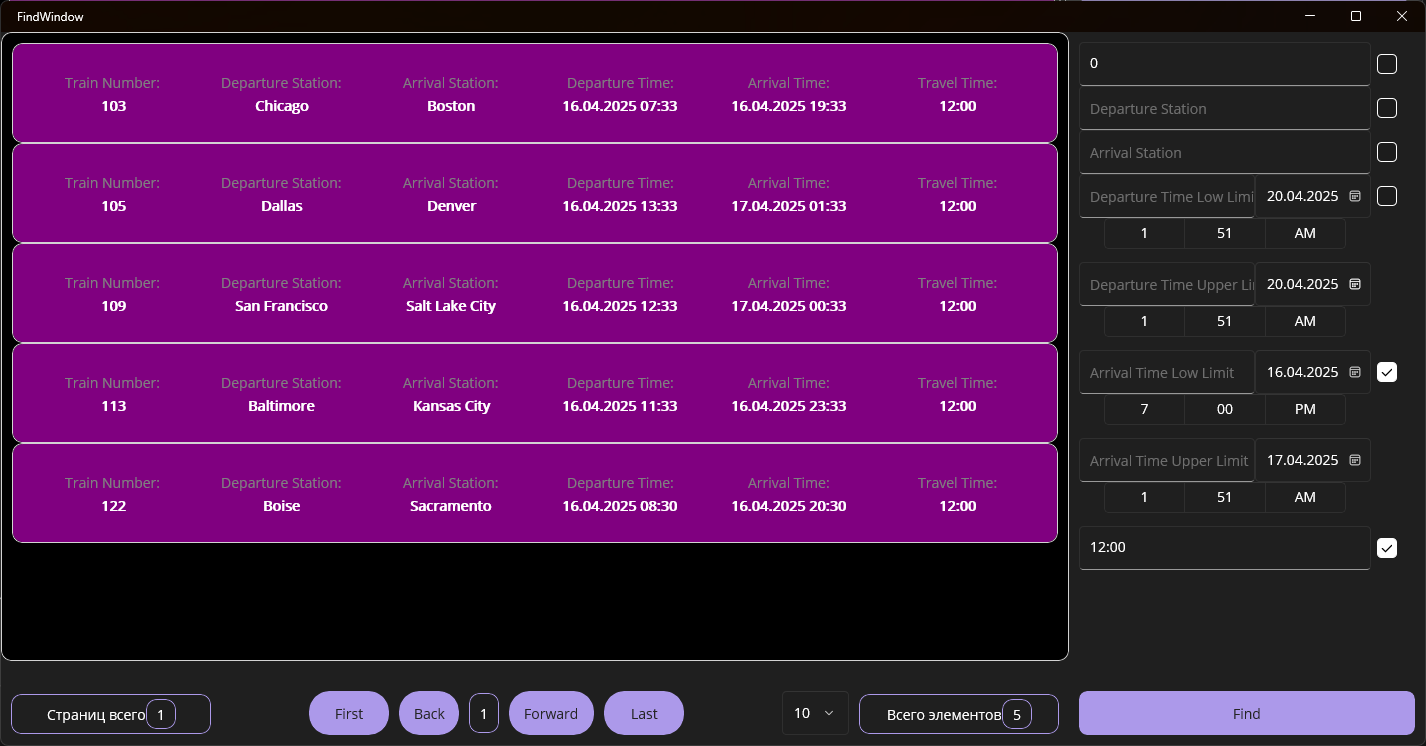 FindWindow
Train Number: Departure Station: Arrival Station: Departure Time: Arrival Time: Travel Time:
103 Chicago Boston 16.04.2025 07:33 16.04.2025 19:33 12:00
Train Number: Departure Station: Arrival Station: Departure Time: Arrival Time: Travel Time:
105 Dallas Denver 16.04.2025 13:33 17.04.2025 01:33 12:00
Train Number: Departure Station: Arrival Station: Departure Time: Arrival Time: Travel Time:
109 San Francisco Salt Lake City 16.04.2025 12:33 17.04.2025 00:33 12:00
Train Number: Departure Station: Arrival Station: Departure Time: Arrival Time: Travel Time:
113 Baltimore Kansas City 16.04.2025 11:33 16.04.2025 23:33 12:00
Train Number: Departure Station: Arrival Station: Departure Time: Arrival Time: Travel Time:
122 Boise Sacramento 16.04.2025 08:30 16.04.2025 20:30 12:00
0
Departure Station
Arrival Station
Departure Time Low Limi 20.04.2025
1 51 AM
Departure Time Upper Li 20.04.2025
1 51 AM
Arrival Time Low Limit 16.04.2025
7 00 PM
Arrival Time Upper Limit 17.04.2025
1 51 AM
12:00
Страниц всего 1 First Back 1 Forward Last 10 Всего элементов 5 Find